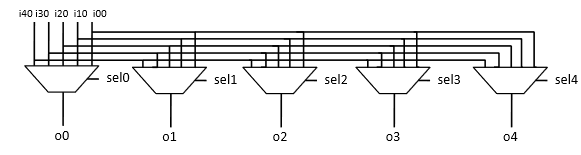 i40 i30 i20 i10 i00
sel0 sel1 sel2 sel3 sel4
o0 o1 o2 o3 o4